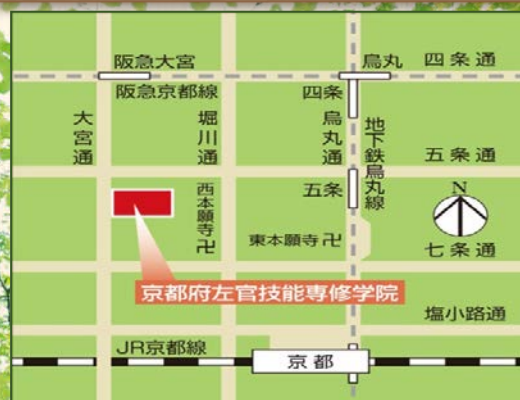 阪急大宮
烏丸
四条通
阪急京都線
四条
大宮通
堀川通
烏丸通
地下鉄烏丸線
五条通
西本願寺卍
五条
N
東本願寺卍
七条通
京都府左官技能専修学院
塩小路通
JR京都線
京都